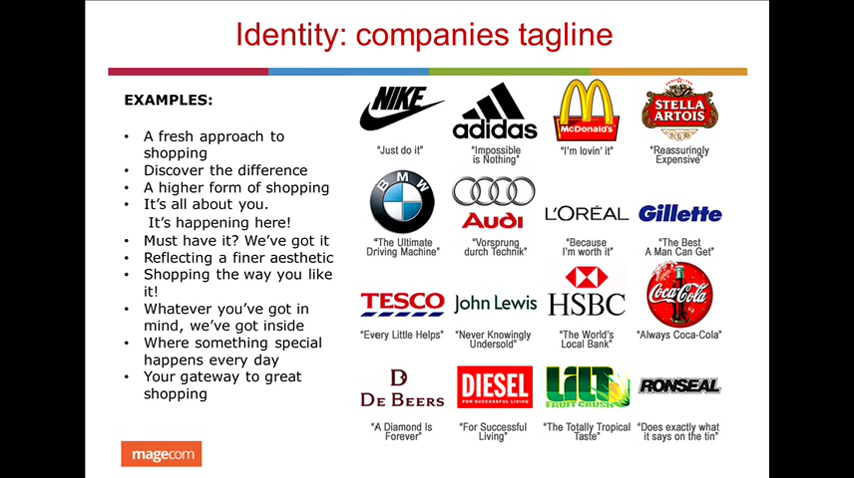 Identity: companies tagline
EXAMPLES:
• A fresh approach to
shopping
• Discover the difference
• A higher form of shopping
• It's all about you.
It's happening here!
• Must have it? We've got it
• Reflecting a finer aesthetic
• Shopping the way you like
it!
• Whatever you've got in
mind, we've got inside
• Where something special
happens every day
• Your gateway to great
shopping
magecom
NIKE
"Just do it"
adidas
"Impossible
is Nothing"
McDonald's
"I'm lovin' it"
STELLA
ARTOIS
"Reassuringly
Expensive"
BMW
"The Ultimate
Driving Machine"
Audi
"Vorsprung
durch Technik"
L'ORÉAL
"Because
I'm worth it"
Gillette
"The Best
A Man Can Get"
TESCO
"Every Little Helps"
John Lewis
"Never Knowingly
Undersold"
HSBC
"The World's
Local Bank"
Coca-Cola
"Always Coca-Cola"
D
DE BEERS
"A Diamond Is
Forever"
DIESEL
FOR SUCCESSFUL LIVING
"For Successful
Living"
LILT
FRUIT CRUSH
"The Totally Tropical
Taste"
RONSEAL
"Does exactly what
it says on the tin"